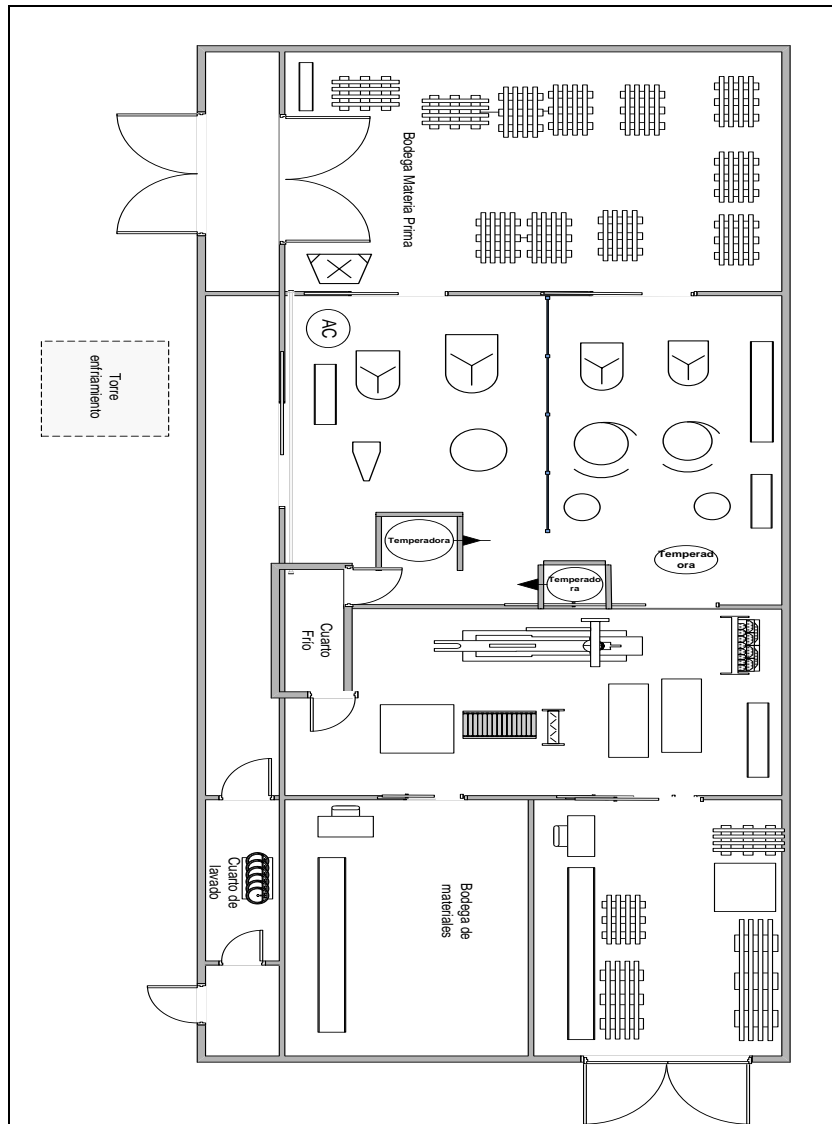 Bodega Materia Prima
AC
Torre
enfriamiento
Temperadora
Temperad
ora
Temperado
ra
Cuarto
Frío
Cuarto de
lavado
Bodega de
materiales